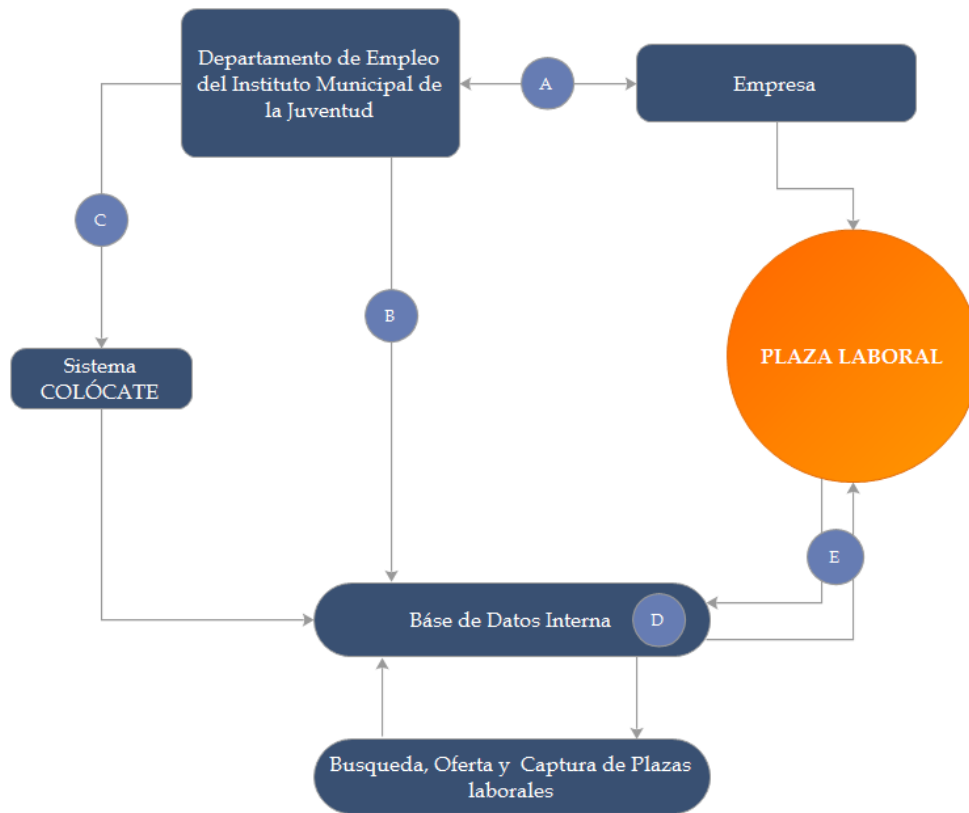 Departamento de Empleo
del Instituto Municipal de
la Juventud
A
Empresa
C
B
Sistema
COLÓCATE
PLAZA LABORAL
E
Báse de Datos Interna
D
Busqueda, Oferta y Captura de Plazas
laborales